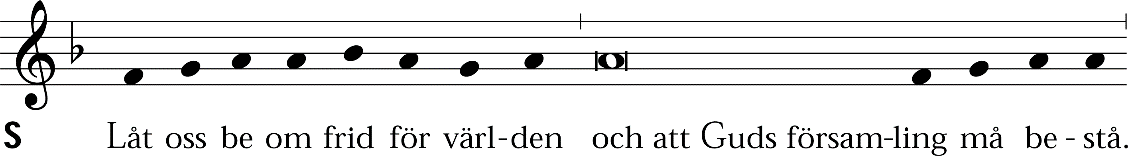 S Låt oss be om frid för värl-den och att Guds försam-ling må be-stå.